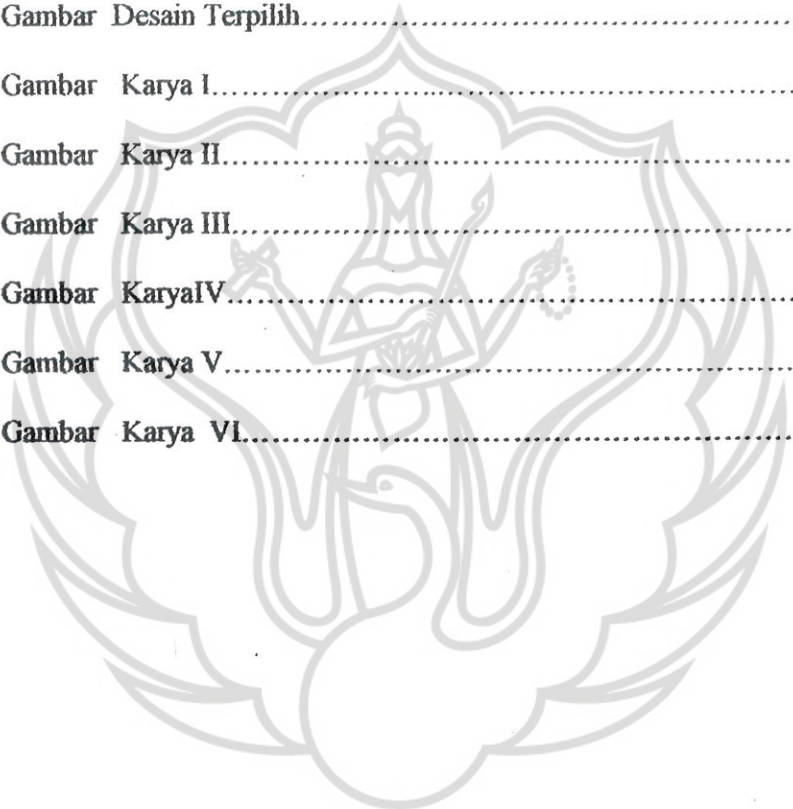 Gambar Desain Terpilih................................................................
Gambar Karya I................................................................
Gambar Karya II................................................................
Gambar Karya III................................................................
Gambar KaryaIV................................................................
Gambar Karya V................................................................
Gambar Karya VI................................................................